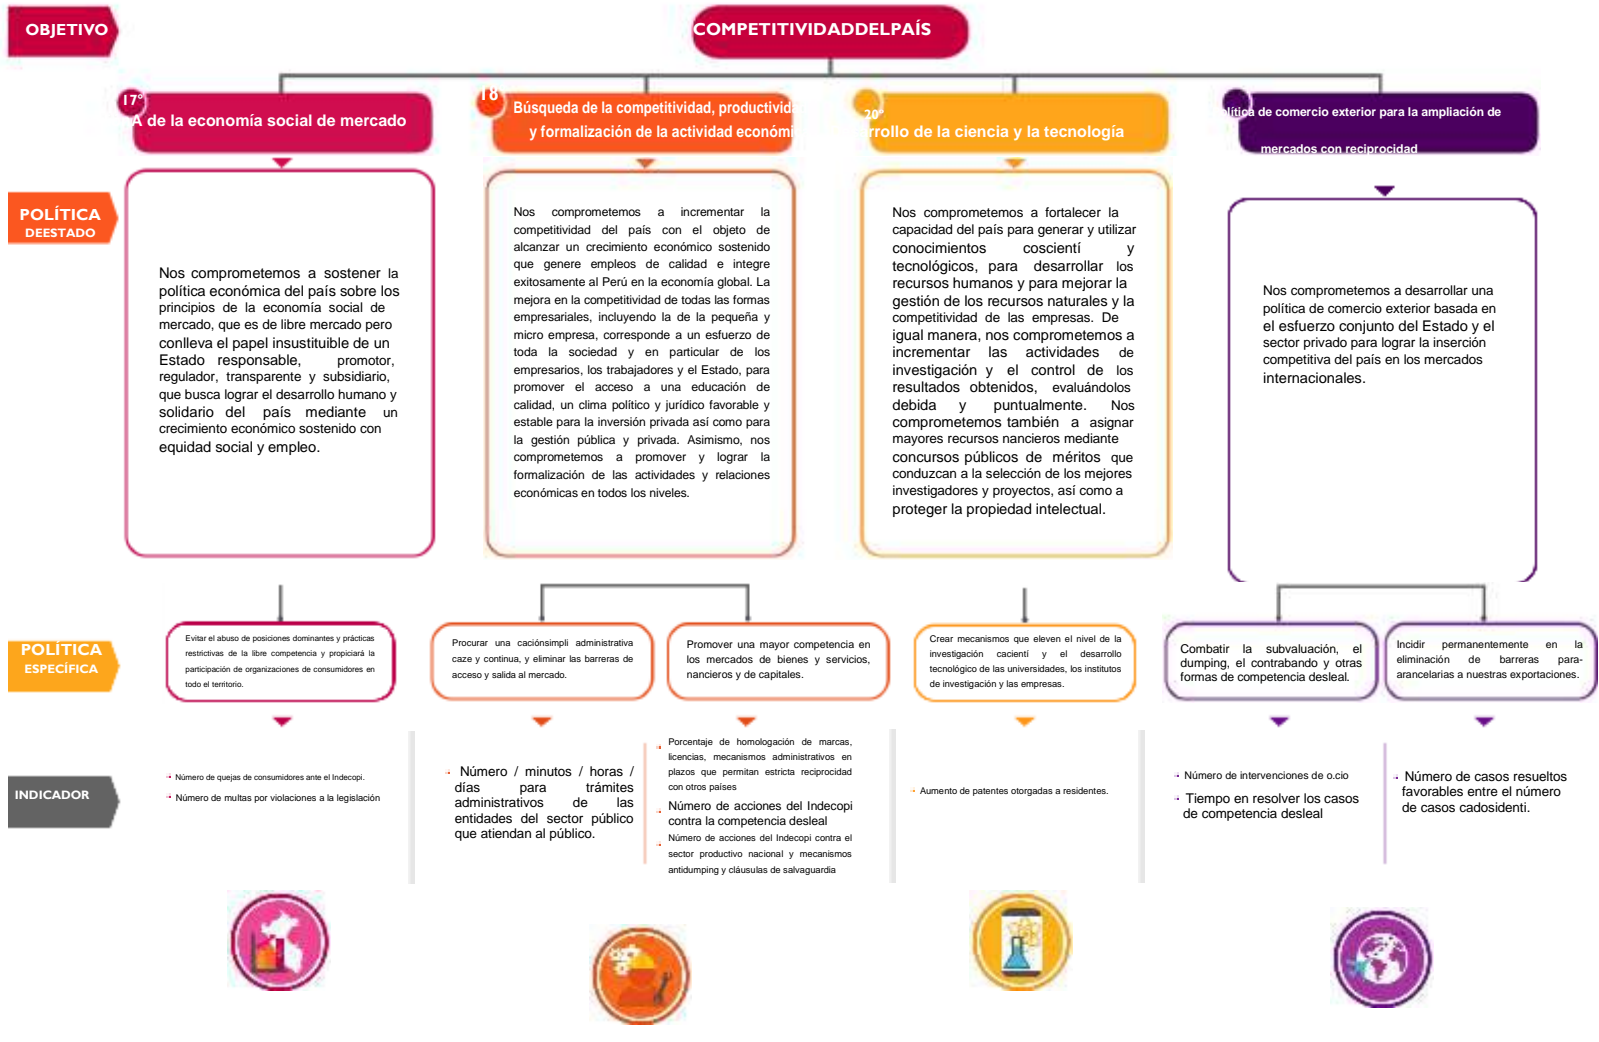 OBJETIVO
COMPETITIVIDADDELPAÍS
17°
A de la economía social de mercado
18
Búsqueda de la competitividad, productivida
y formalización de la actividad económi
20°
rrollo de la ciencia y la tecnología
lítica de comercio exterior para la ampliación de
mercados con reciprocidad
POLÍTICA
DEESTADO
Nos comprometemos a sostener la
política económica del país sobre los
principios de la economía social de
mercado, que es de libre mercado pero
conlleva el papel insustituible de un
Estado responsable, promotor,
regulador, transparente y subsidiario,
que busca lograr el desarrollo humano y
solidario del país mediante un
crecimiento económico sostenido con
equidad social y empleo.
Nos comprometemos a incrementar la
competitividad del país con el objeto de
alcanzar un crecimiento económico sostenido
que genere empleos de calidad e integre
exitosamente al Perú en la economía global. La
mejora en la competitividad de todas las formas
empresariales, incluyendo la de la pequeña y
micro empresa, corresponde a un esfuerzo de
toda la sociedad y en particular de los
empresarios, los trabajadores y el Estado, para
promover el acceso a una educación de
calidad, un clima político y jurídico favorable y
estable para la inversión privada así como para
la gestión pública y privada. Asimismo, nos
comprometemos a promover y lograr la
formalización de las actividades y relaciones
económicas en todos los niveles.
Nos comprometemos a fortalecer la
capacidad del país para generar y utilizar
conocimientos coscientí y
tecnológicos, para desarrollar los
recursos humanos y para mejorar la
gestión de los recursos naturales y la
competitividad de las empresas. De
igual manera, nos comprometemos a
incrementar las actividades de
investigación y el control de los
resultados obtenidos, evaluándolos
debida y puntualmente. Nos
comprometemos también a asignar
mayores recursos nancieros mediante
concursos públicos de méritos que
conduzcan a la selección de los mejores
investigadores y proyectos, así como a
proteger la propiedad intelectual.
Nos comprometemos a desarrollar una
política de comercio exterior basada en
el esfuerzo conjunto del Estado y el
sector privado para lograr la inserción
competitiva del país en los mercados
internacionales.
POLÍTICA
ESPECÍFICA
Evitar el abuso de posiciones dominantes y prácticas
restrictivas de la libre competencia y propiciará la
participación de organizaciones de consumidores en
todo el territorio.
Procurar una caciónsimpli administrativa
caze y continua, y eliminar las barreras de
acceso y salida al mercado.
Promover una mayor competencia en
los mercados de bienes y servicios,
nancieros y de capitales.
Crear mecanismos que eleven el nivel de la
investigación cacientí y el desarrollo
tecnológico de las universidades, los institutos
de investigación y las empresas.
Combatir la subvaluación, el
dumping, el contrabando y otras
formas de competencia desleal.
Incidir permanentemente en la
eliminación de barreras para-
arancelarias a nuestras exportaciones.
INDICADOR
Número de quejas de consumidores ante el Indecopi.
Número de multas por violaciones a la legislación
Número / minutos / horas /
días para trámites
administrativos de las
entidades del sector público
que atiendan al público.
Porcentaje de homologación de marcas,
licencias, mecanismos administrativos en
plazos que permitan estricta reciprocidad
con otros países
Número de acciones del Indecopi
contra la competencia desleal
Número de acciones del Indecopi contra el
sector productivo nacional y mecanismos
antidumping y cláusulas de salvaguardia
Aumento de patentes otorgadas a residentes.
Número de intervenciones de o.cio
Tiempo en resolver los casos
de competencia desleal
Número de casos resueltos
favorables entre el número
de casos cadosidenti.